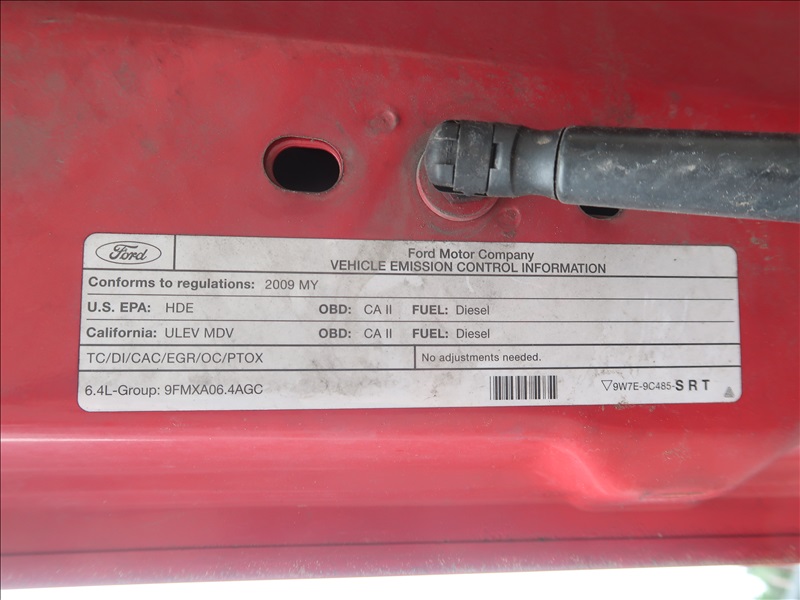 Ford
Ford Motor Company
VEHICLE EMISSION CONTROL INFORMATION
Conforms to regulations: 2009 MY
U.S. EPA: HDE OBD: CA II FUEL: Diesel
California: ULEV MDV OBD: CA II FUEL: Diesel
TC/DI/CAC/EGR/OC/PTOX No adjustments needed.
6.4L-Group: 9FMXA06.4AGC ▽9W7E-9C485-SRT